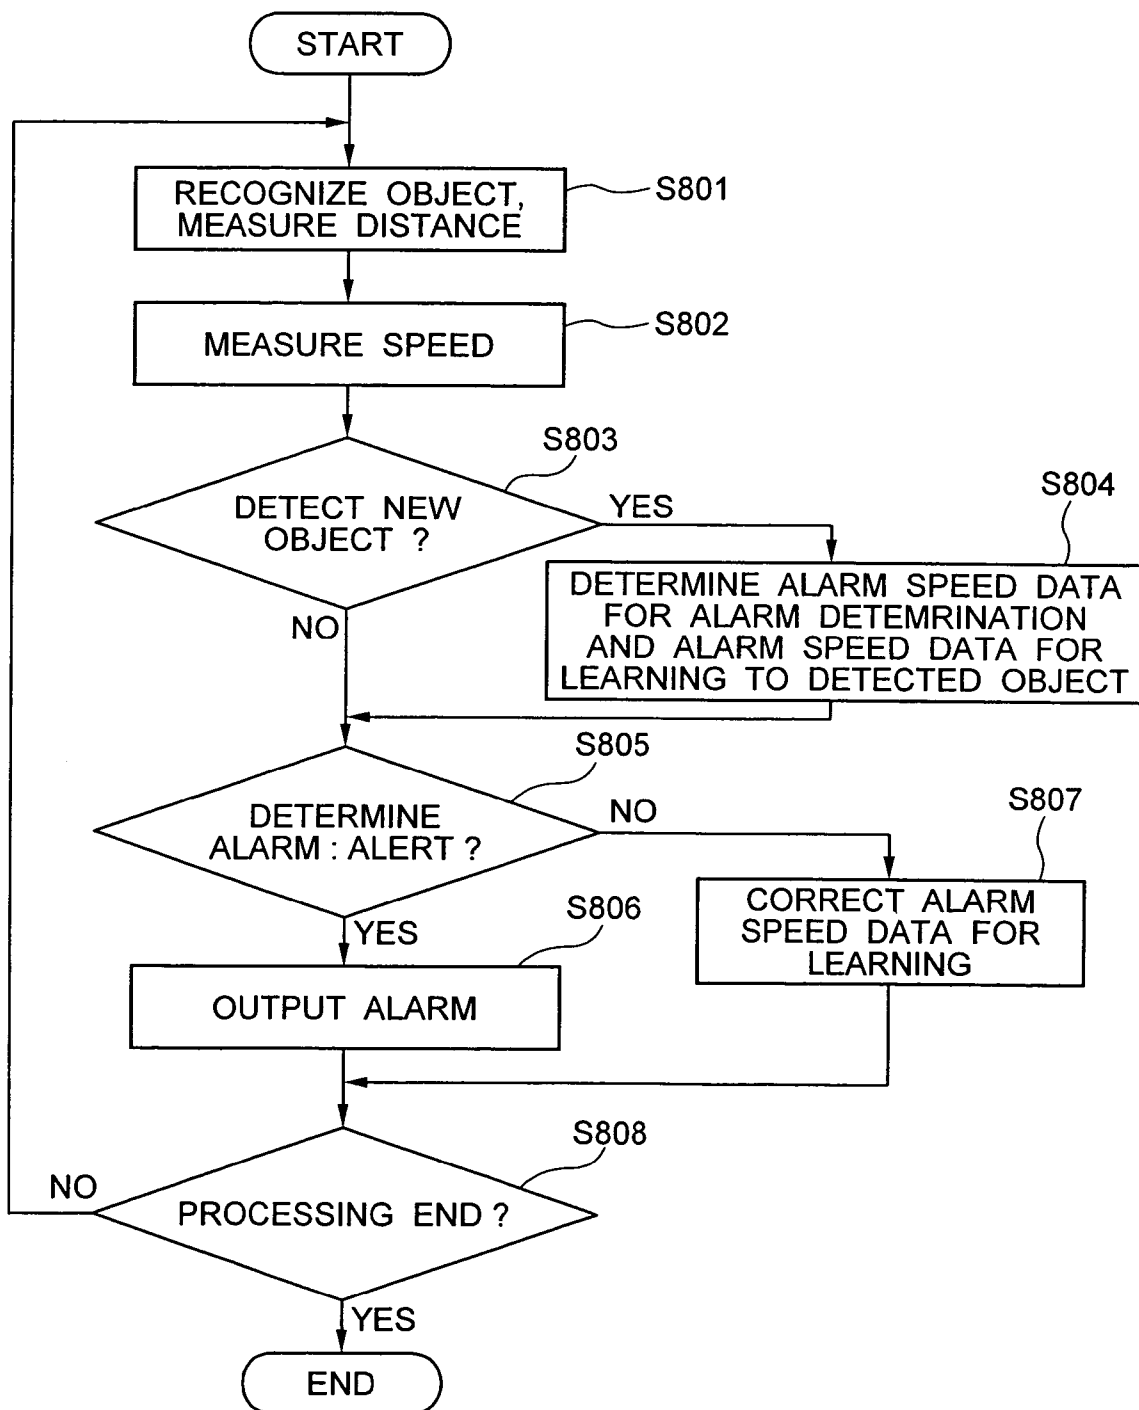 START
RECOGNIZE OBJECT,
MEASURE DISTANCE
S801
MEASURE SPEED
S802
S803
DETECT NEW
OBJECT ?
YES
NO
S804
DETERMINE ALARM SPEED DATA
FOR ALARM DETEMRINATION
AND ALARM SPEED DATA FOR
LEARNING TO DETECTED OBJECT
S805
DETERMINE
ALARM : ALERT ?
NO
YES
S807
CORRECT ALARM
SPEED DATA FOR
LEARNING
S806
OUTPUT ALARM
S808
PROCESSING END ?
NO
YES
END